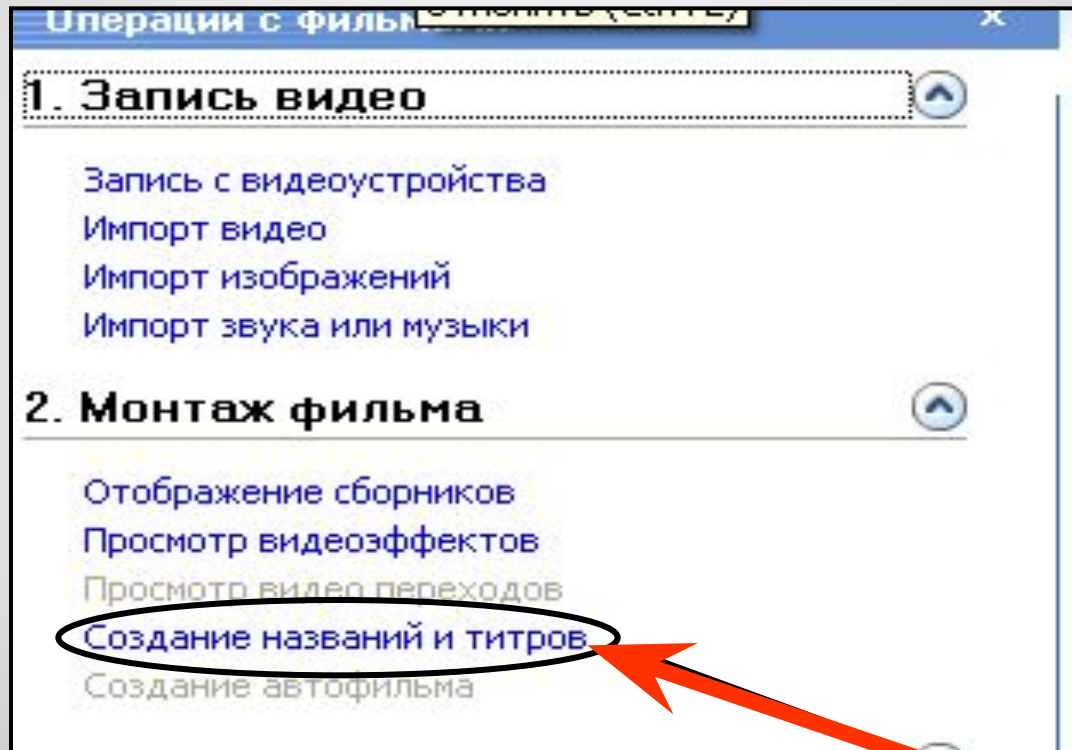 Операции с
1. Запись видео
Запись с видеоустройства
Импорт видео
Импорт изображений
Импорт звука или музыки
2. Монтаж фильма
Отображение сборников
Просмотр видеоэффектов
Просмотр видео переходов
Создание названий и титров
Создание автофильма